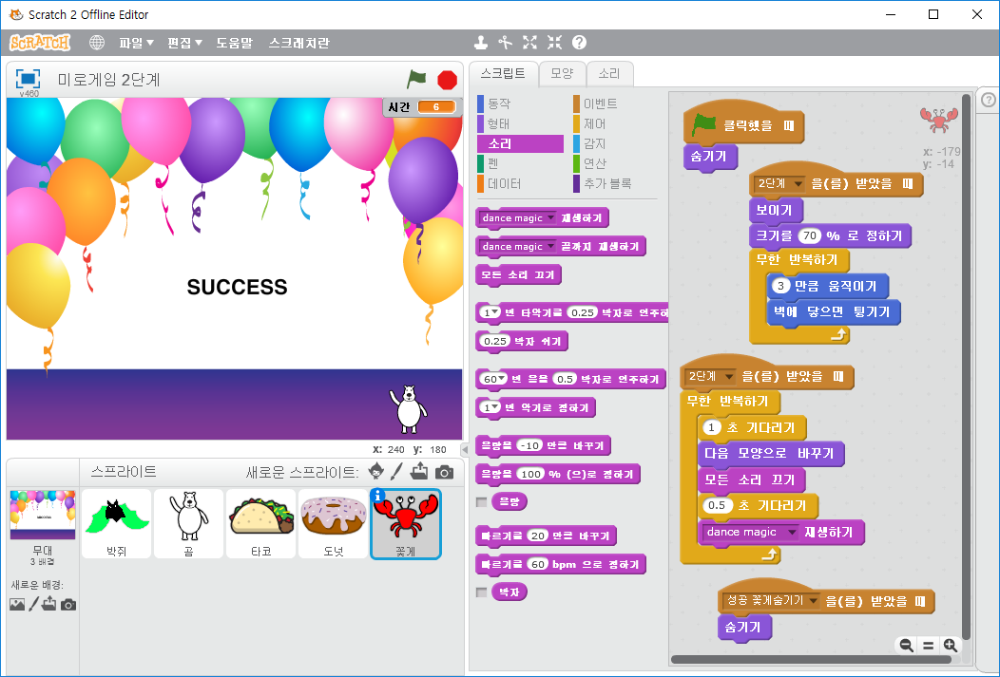 Scratch 2 Offline Editor
SCRATCH 파일 편집 도움말 스크래치란
v460
미로게임 2단계
시간 6
SUCCESS
x: 240 y: 180
스프라이트 새로운 스프라이트:
무대
3 배경
새로운 배경:
박쥐
곰
타코
도넛
꽃게
스크립트 모양 소리
동작 이벤트
형태 제어
소리 감지
펜 연산
데이터 추가 블록
dance magic 재생하기
dance magic 끝까지 재생하기
모든 소리 끄기
1 번 타악기를 0.25 박자로 연주하
0.25 박자 쉬기
60 번 음을 0.5 박자로 연주하기
1 번 악기로 정하기
음량을 -10 만큼 바꾸기
음량을 100 % (으)로 정하기
음량
빠르기를 20 만큼 바꾸기
빠르기를 60 bpm 으로 정하기
박자
x: -179
y: -14
클릭했을 때
숨기기
2단계 을(를) 받았을 때
보이기
크기를 70 % 로 정하기
무한 반복하기
3 만큼 움직이기
벽에 닿으면 튕기기
2단계 을(를) 받았을 때
무한 반복하기
1 초 기다리기
다음 모양으로 바꾸기
모든 소리 끄기
0.5 초 기다리기
dance magic 재생하기
성공 꽃게숨기기 을(를) 받았을 때
숨기기